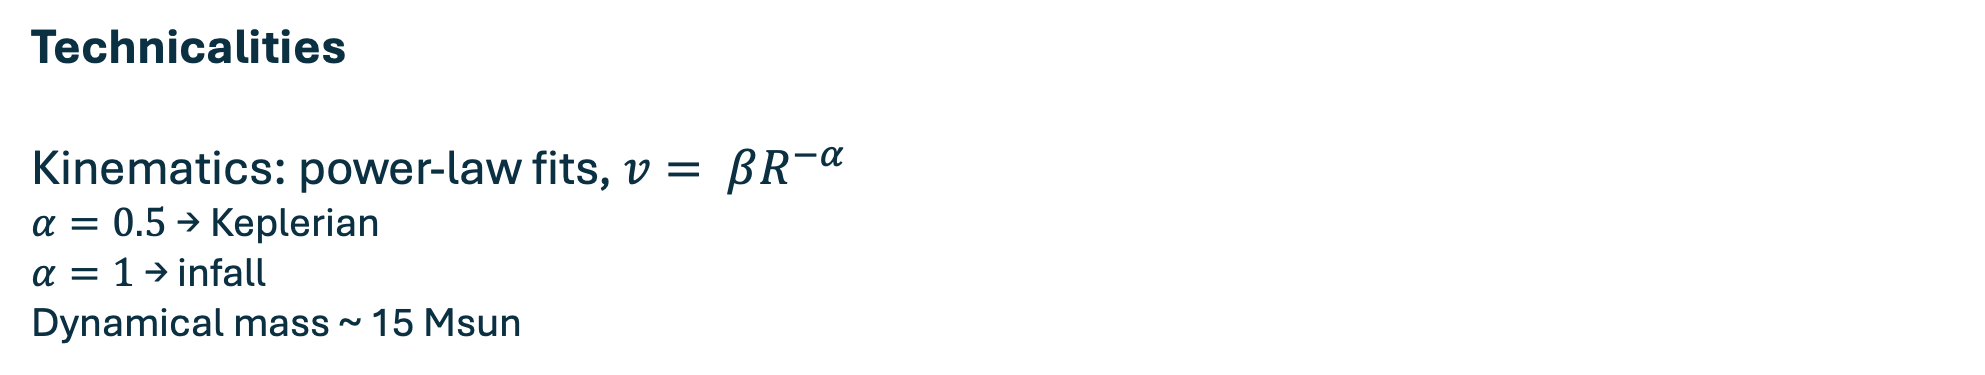 Technicalities
Kinematics: power-law fits, 𝑣 = 𝛽𝑅^{−𝛼}
𝛼 = 0.5 → Keplerian
𝛼 = 1 → infall
Dynamical mass ~ 15 Msun